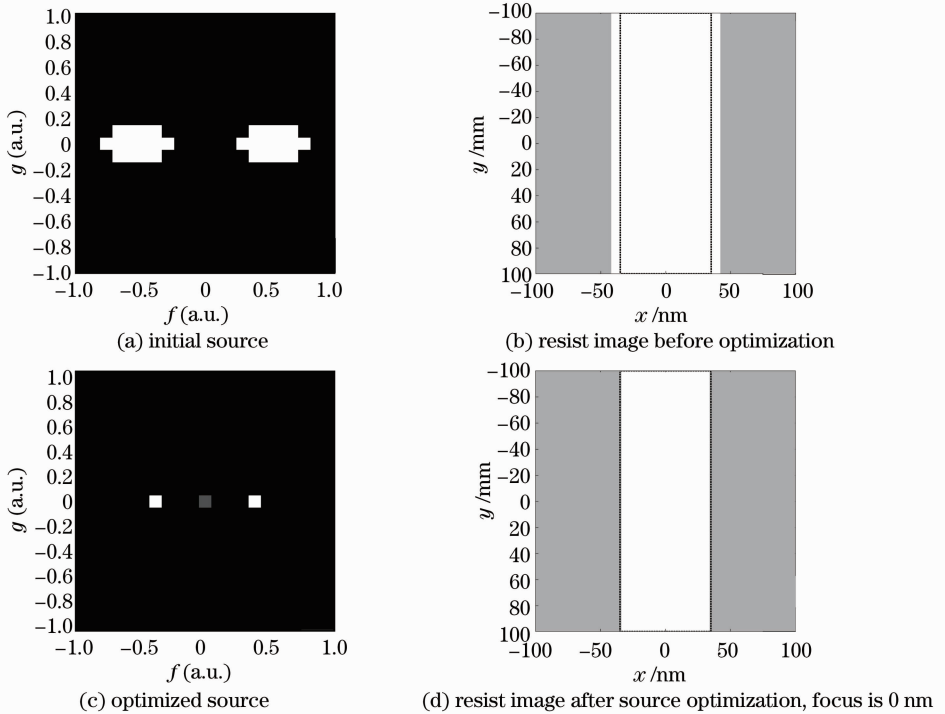 1.0
0.8
0.6
0.4
0.2
0
−0.2
−0.4
−0.6
−0.8
−1.0
g (a.u.)
−1.0 −0.5 0 0.5 1.0
f (a.u.)
(a) initial source
−100
−80
−60
−40
−20
0
20
40
60
80
100
y /mm
−100 −50 0 50 100
x /nm
(b) resist image before optimization
1.0
0.8
0.6
0.4
0.2
0
−0.2
−0.4
−0.6
−0.8
−1.0
g (a.u.)
−1.0 −0.5 0 0.5 1.0
f (a.u.)
(c) optimized source
−100
−80
−60
−40
−20
0
20
40
60
80
100
y /mm
−100 −50 0 50 100
x /nm
(d) resist image after source optimization, focus is 0 nm